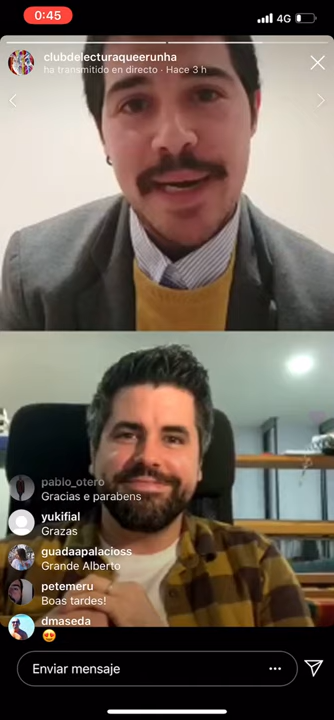 0:45
4G
clubdelecturaqueerunha
ha transmitido en directo · Hace 3 h
pablo_otero
Gracias e parabens
yukifial
Grazas
guadaapalacioss
Grande Alberto
petemeru
Boas tardes!
dmaseda
😍
Enviar mensaje